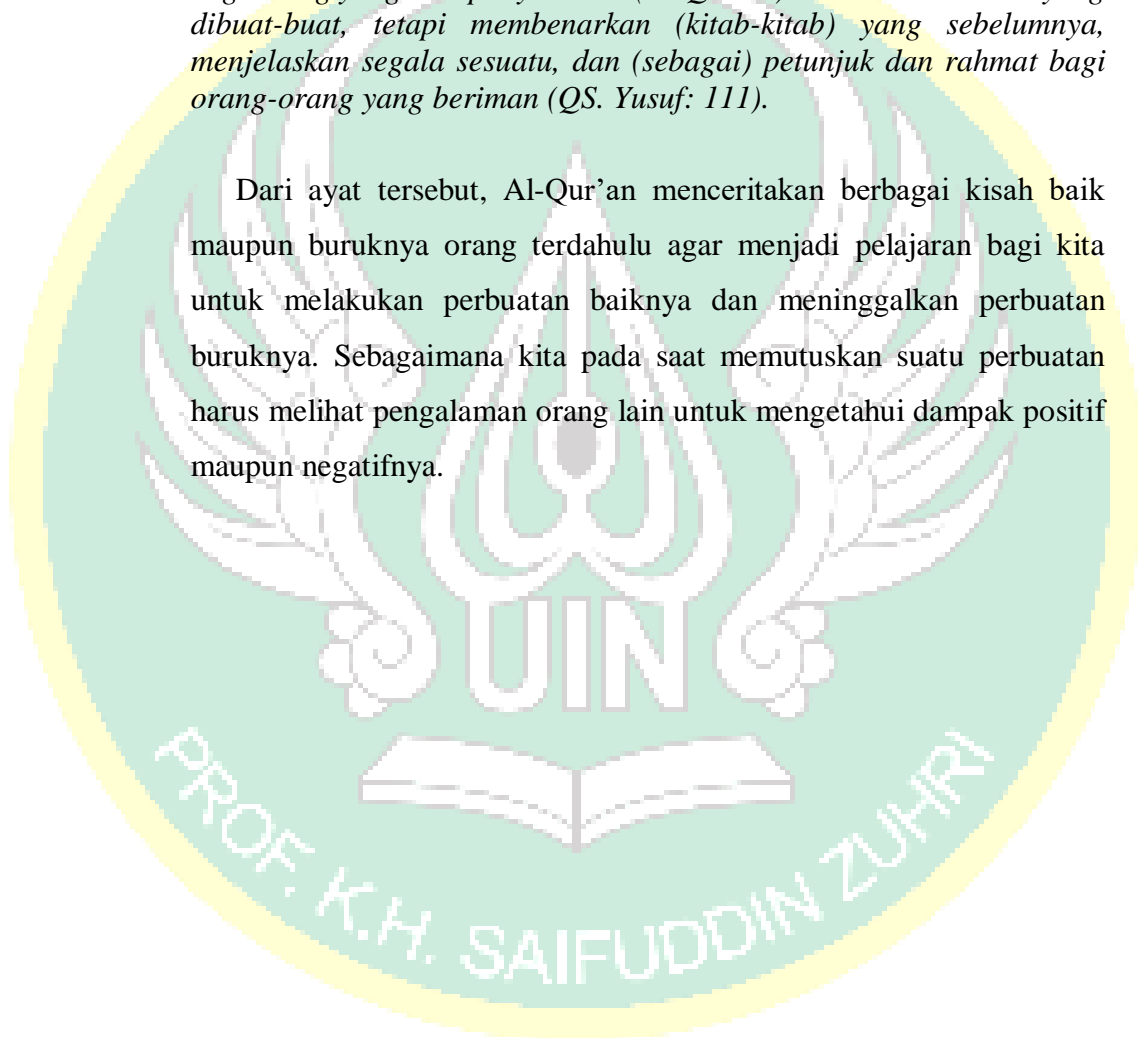 dibuat-buat, tetapi membenarkan (kitab-kitab) yang sebelumnya,
menjelaskan segala sesuatu, dan (sebagai) petunjuk dan rahmat bagi
orang-orang yang beriman (QS. Yusuf: 111).
Dari ayat tersebut, Al-Qur’an menceritakan berbagai kisah baik
maupun buruknya orang terdahulu agar menjadi pelajaran bagi kita
untuk melakukan perbuatan baiknya dan meninggalkan perbuatan
buruknya. Sebagaimana kita pada saat memutuskan suatu perbuatan
harus melihat pengalaman orang lain untuk mengetahui dampak positif
maupun negatifnya.
UIN
PROF. K.H. SAIFUDDIN ZUHRI